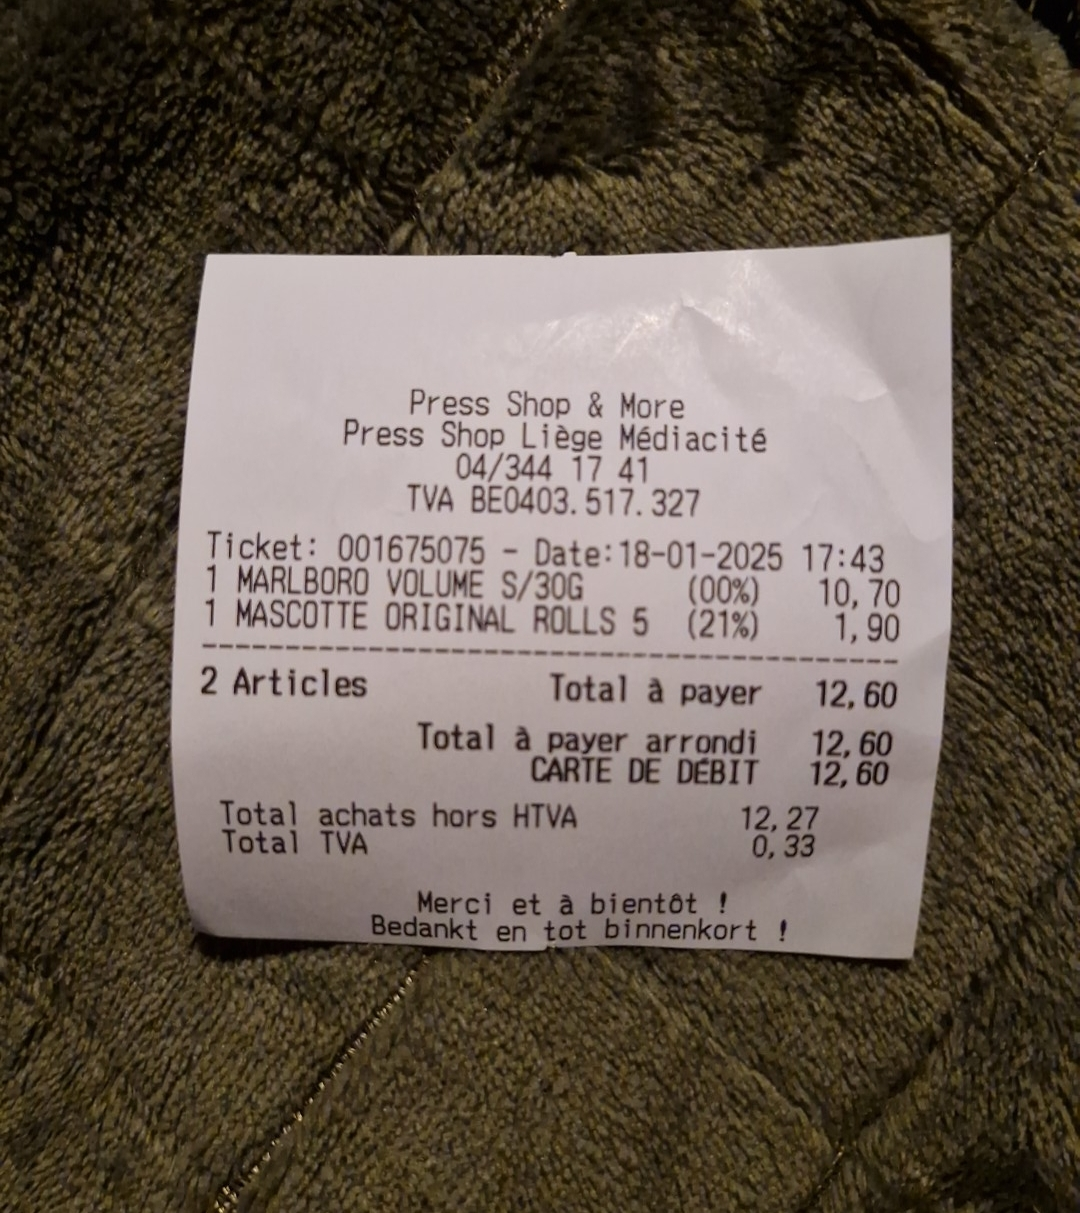 Press Shop & More
Press Shop Liège Médiacité
04/344 17 41
TVA BE0403.517.327
Ticket: 001675075 - Date:18-01-2025 17:43
1 MARLBORO VOLUME S/30G (00%) 10,70
1 MASCOTTE ORIGINAL ROLLS 5 (21%) 1,90
2 Articles Total à payer 12,60
Total à payer arrondi 12,60
CARTE DE DÉBIT 12,60
Total achats hors HTVA 12,27
Total TVA 0,33
Merci et à bientôt !
Bedankt en tot binnenkort !